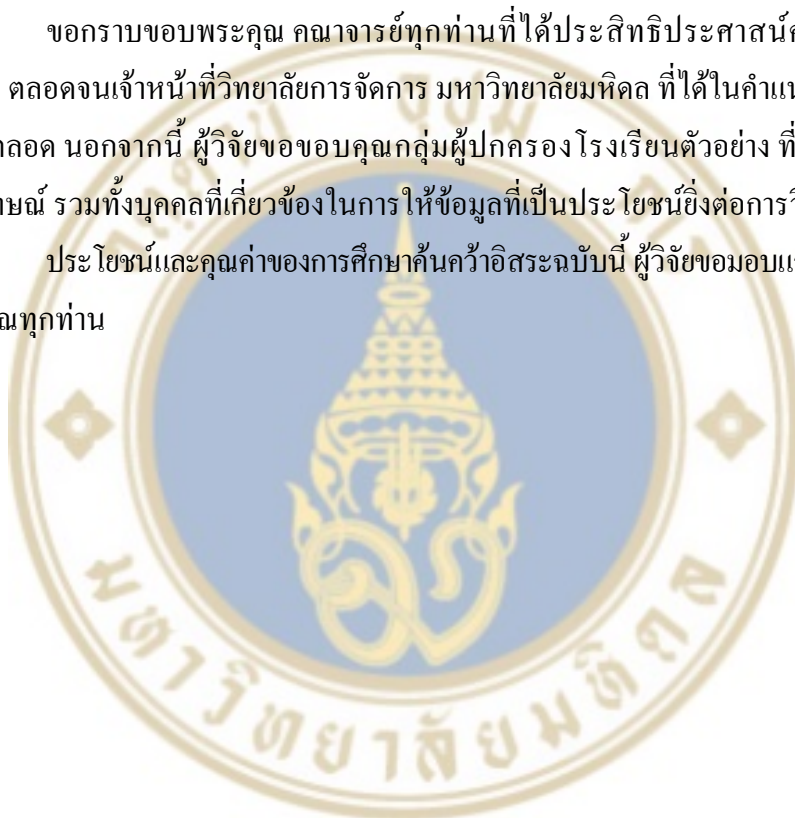 ขอกราบขอบพระคุณ คณาจารย์ทุกท่านที่ได้ประสิทธิประศาสน์
ตลอดจนเจ้าหน้าที่วิทยาลัยการจัดการ มหาวิทยาลัยมหิดล ที่ได้ในคำแน
ตลอด นอกจากนี้ ผู้วิจัยขอขอบคุณกลุ่มผู้ปกครองโรงเรียนตัวอย่าง ที่
าษณ์ รวมทั้งบุคคลที่เกี่ยวข้องในการให้ข้อมูลที่เป็นประโยชน์ยิ่งต่อการวิ
ประโยชน์และคุณค่าของการศึกษาค้นคว้าอิสระฉบับนี้ ผู้วิจัยขอมอบแ
ณทุกท่าน
มหาวิทยาลัยมหิดล